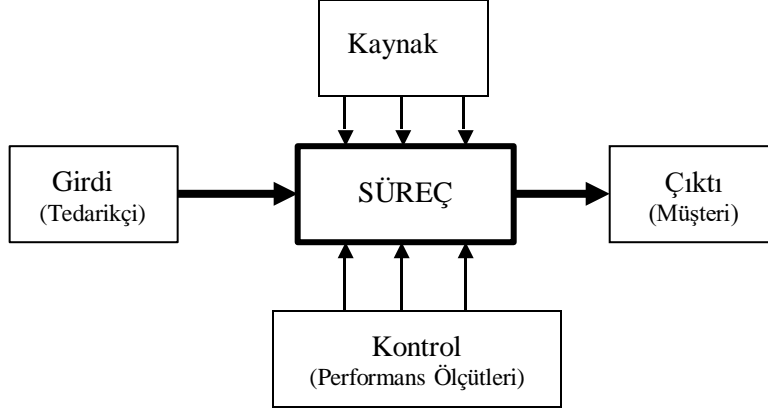 Kaynak
Girdi
(Tedarikçi)
SÜREÇ
Çıktı
(Müşteri)
Kontrol
(Performans Ölçütleri)